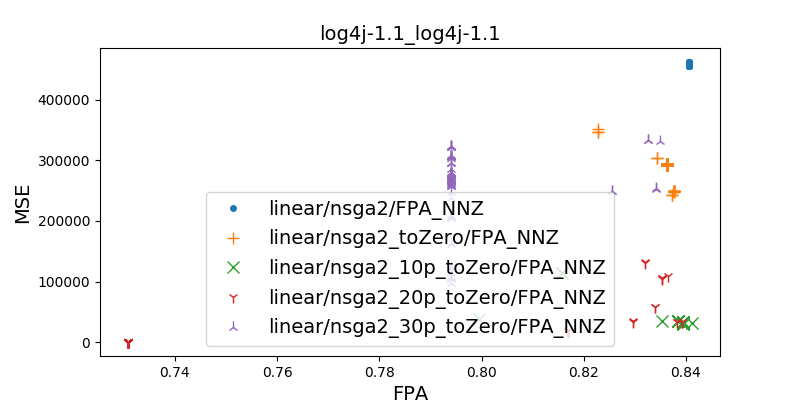 log4j-1.1_log4j-1.1
MSE
400000
300000
200000
100000
0
linear/nsga2/FPA_NNZ
linear/nsga2_toZero/FPA_NNZ
linear/nsga2_10p_toZero/FPA_NNZ
linear/nsga2_20p_toZero/FPA_NNZ
linear/nsga2_30p_toZero/FPA_NNZ
0.74 0.76 0.78 0.80 0.82 0.84
FPA